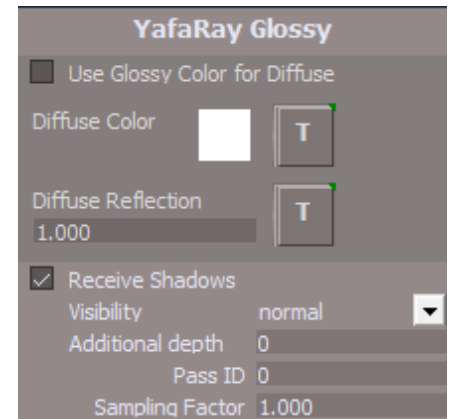 YafaRay Glossy
Use Glossy Color for Diffuse
Diffuse Color T
Diffuse Reflection T
1.000
Receive Shadows
Visibility normal
Additional depth 0
Pass ID 0
Sampling Factor 1.000